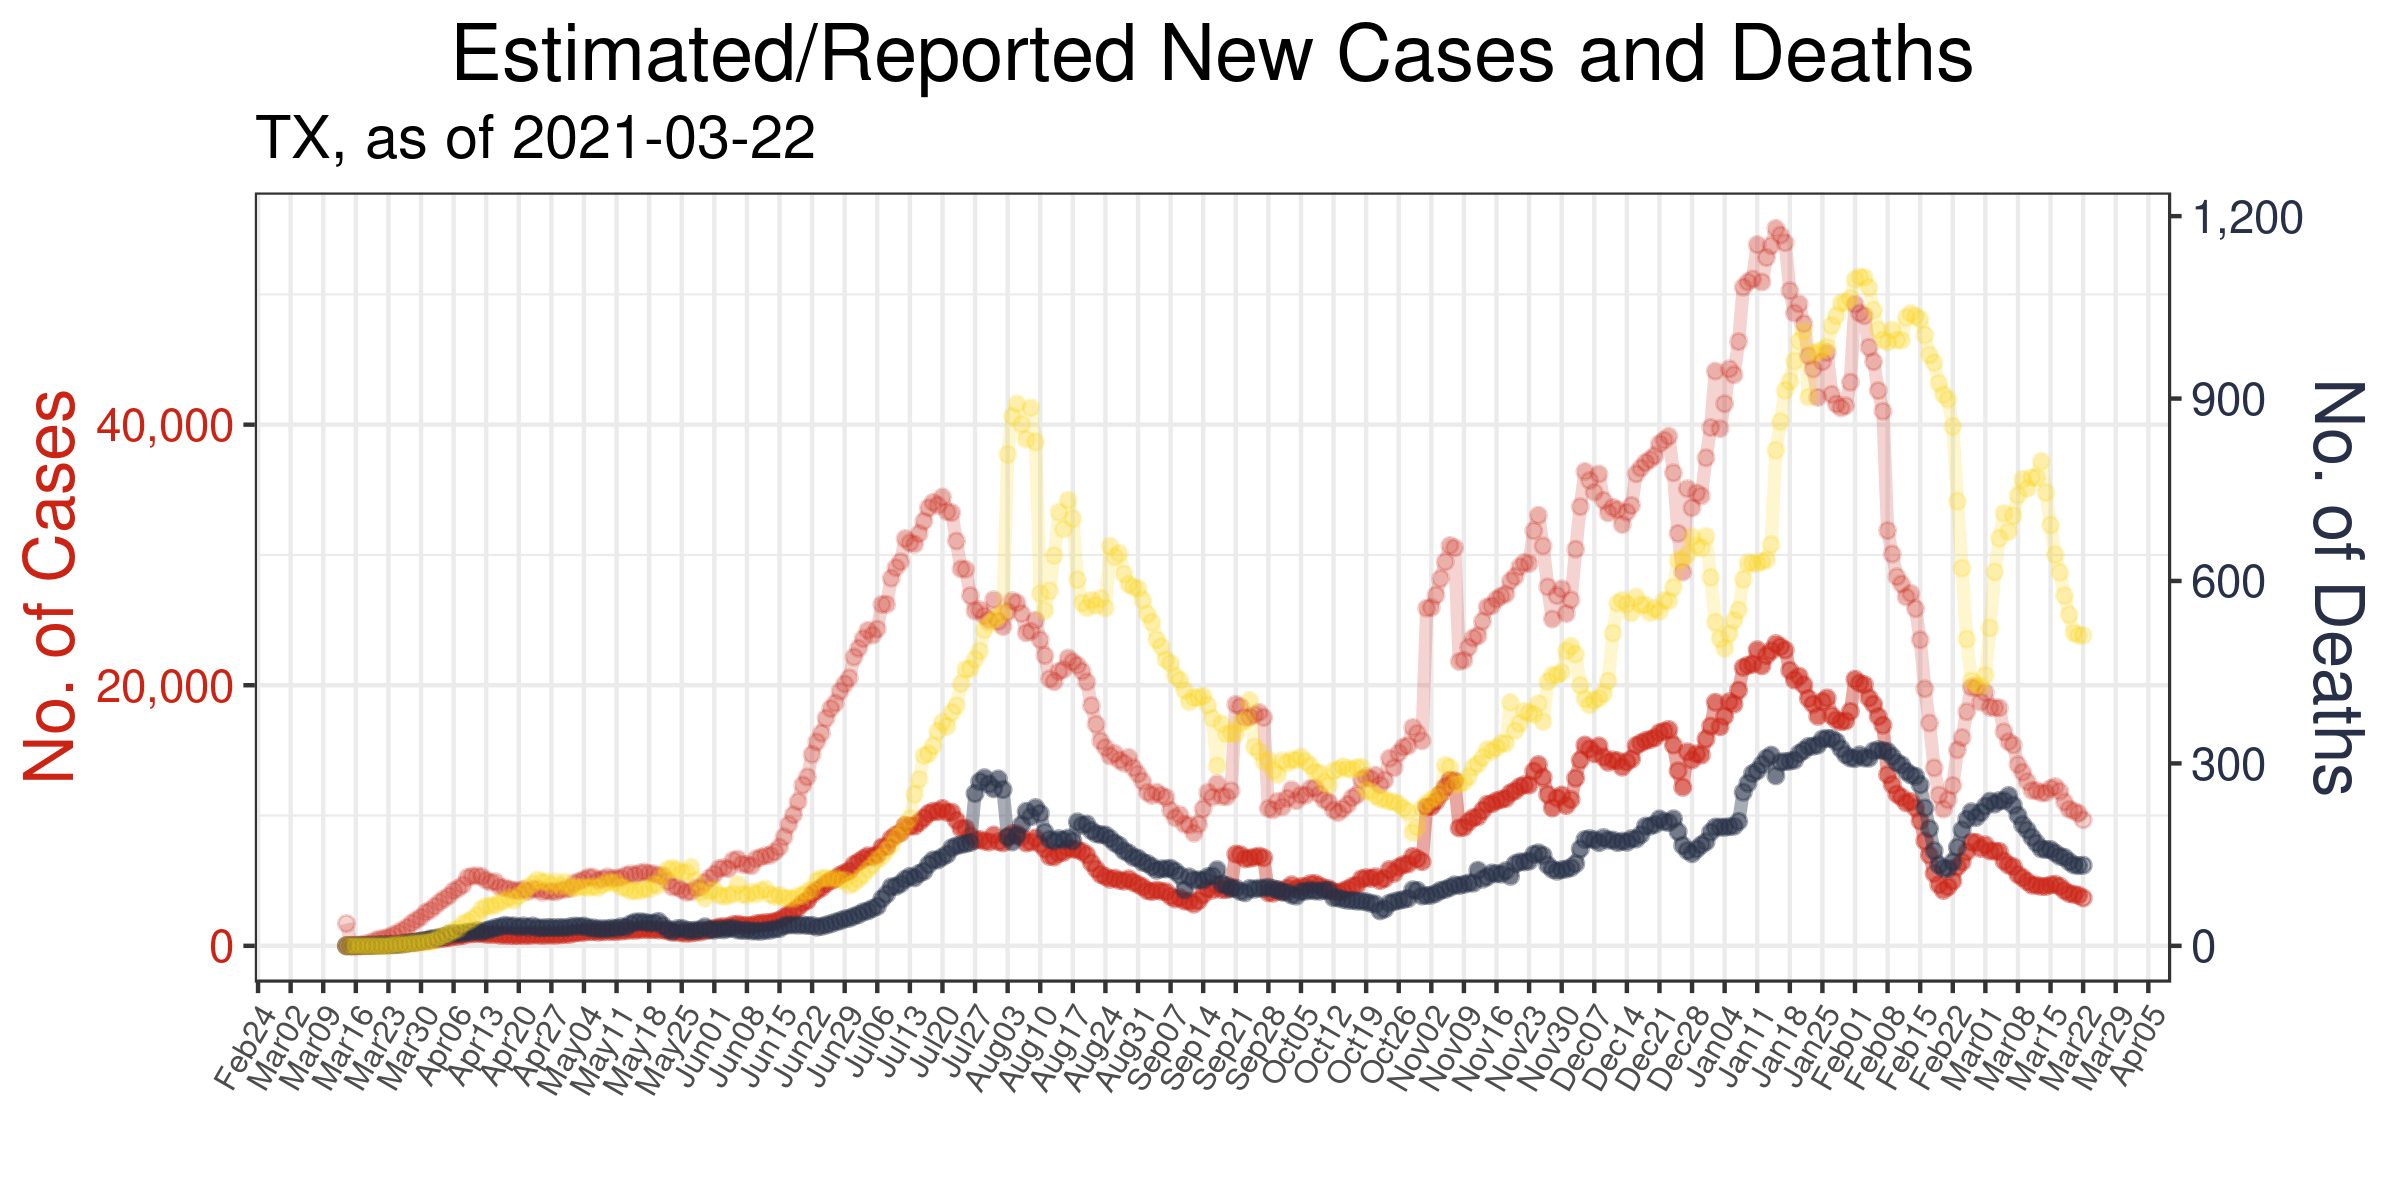 Estimated/Reported New Cases and Deaths
TX, as of 2021-03-22
No. of Cases
40,000
20,000
0
1,200
900
600
300
0
No. of Deaths
Feb24
Mar02
Mar09
Mar16
Mar23
Mar30
Apr06
Apr13
Apr20
Apr27
May04
May11
May18
May25
Jun01
Jun08
Jun15
Jun22
Jun29
Jul06
Jul13
Jul20
Jul27
Aug03
Aug10
Aug17
Aug24
Aug31
Sep07
Sep14
Sep21
Sep28
Oct05
Oct12
Oct19
Oct26
Nov02
Nov09
Nov16
Nov23
Nov30
Dec07
Dec14
Dec21
Dec28
Jan04
Jan11
Jan18
Jan25
Feb01
Feb08
Feb15
Feb22
Mar01
Mar08
Mar15
Mar22
Mar29
Apr05